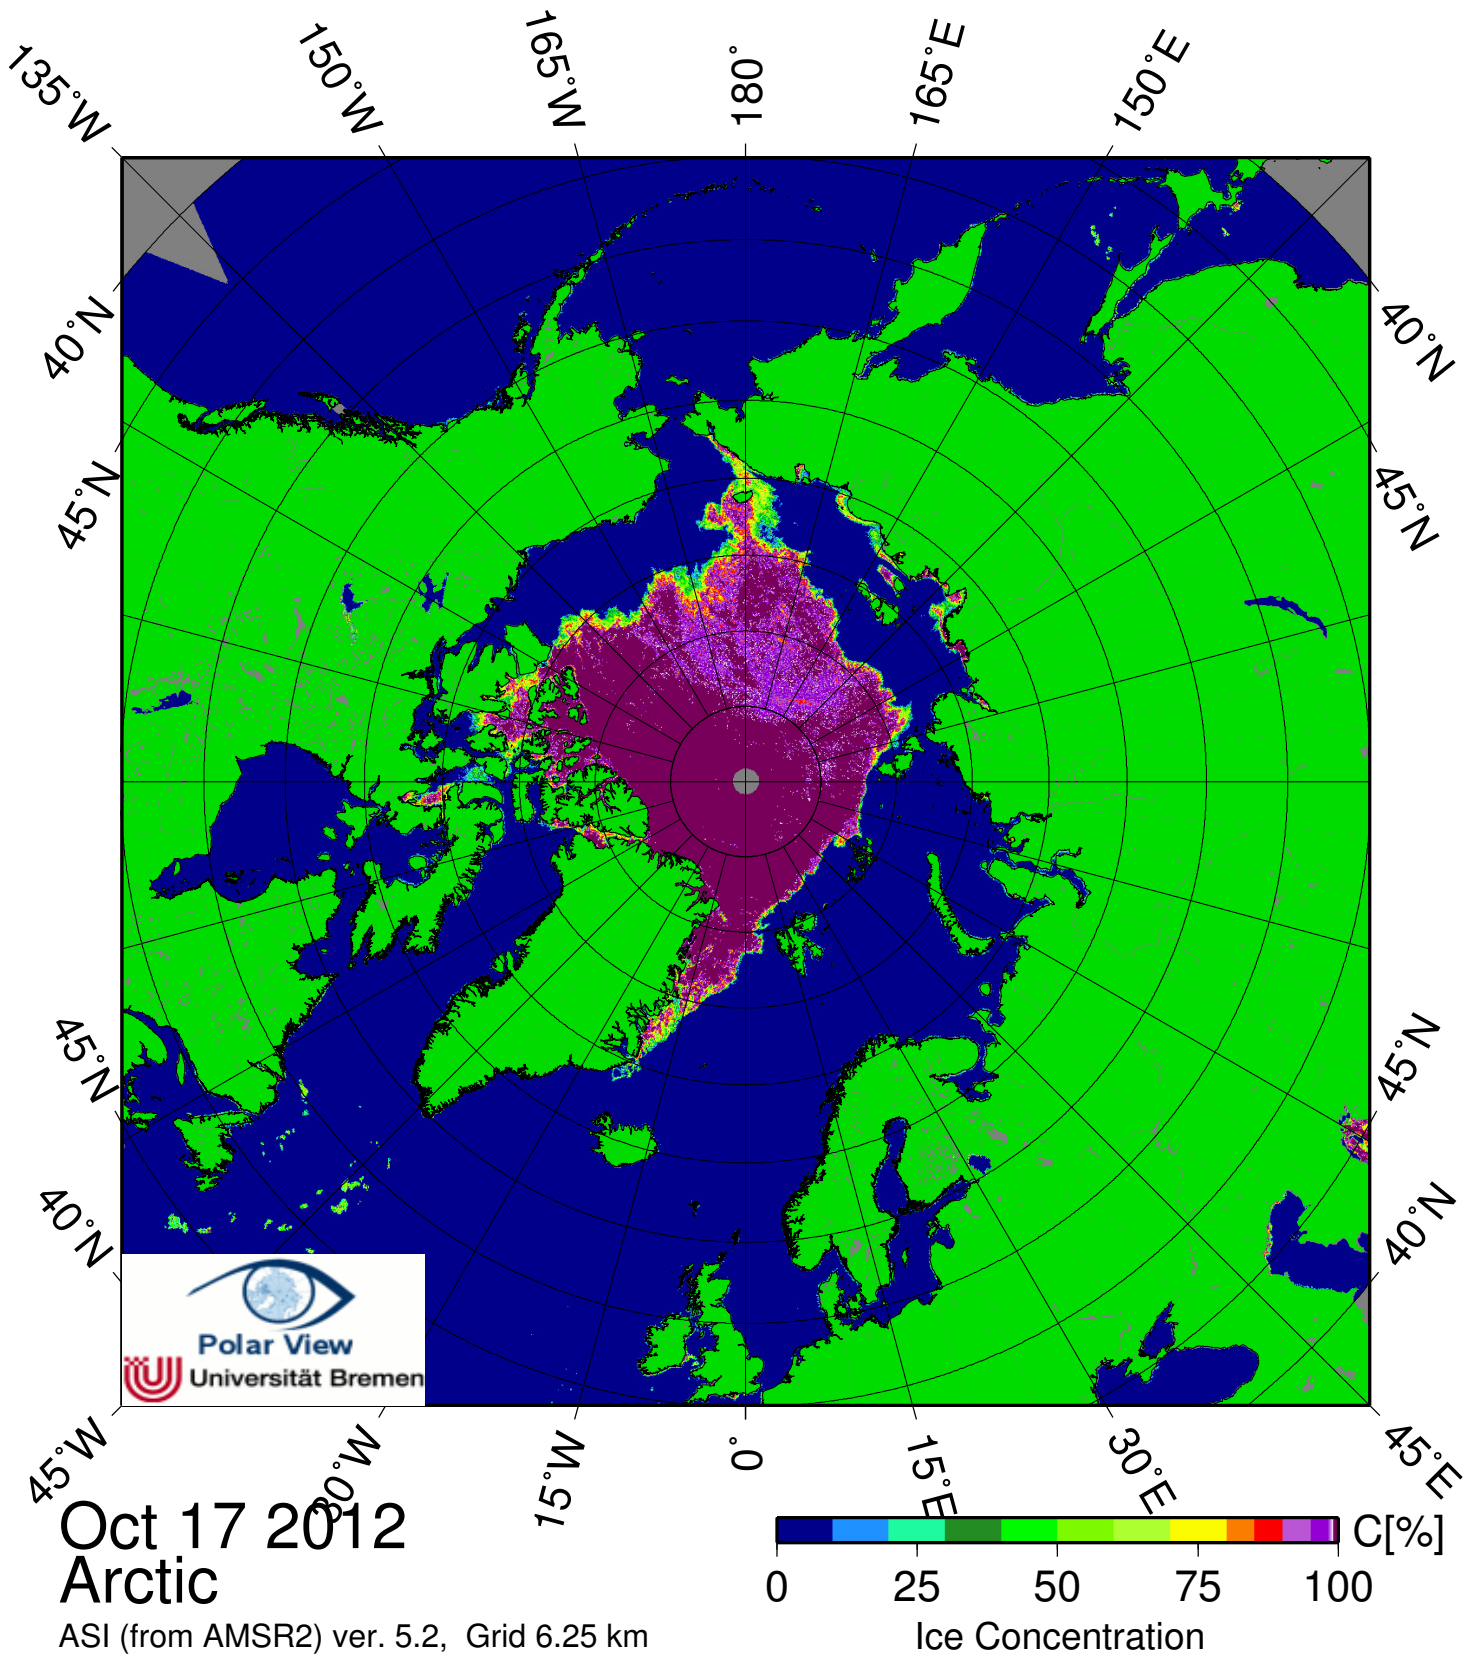 135°W
150°W
165°W
180°
165°E
150°E
40°N
40°N
45°N
45°N
45°N
45°N
40°N
40°N
Polar View
Universität Bremen
45°W
30°W
15°W
0°
15°E
30°E
45°E
Oct 17 2012
Arctic
ASI (from AMSR2) ver. 5.2, Grid 6.25 km
C[%]
0 25 50 75 100
Ice Concentration